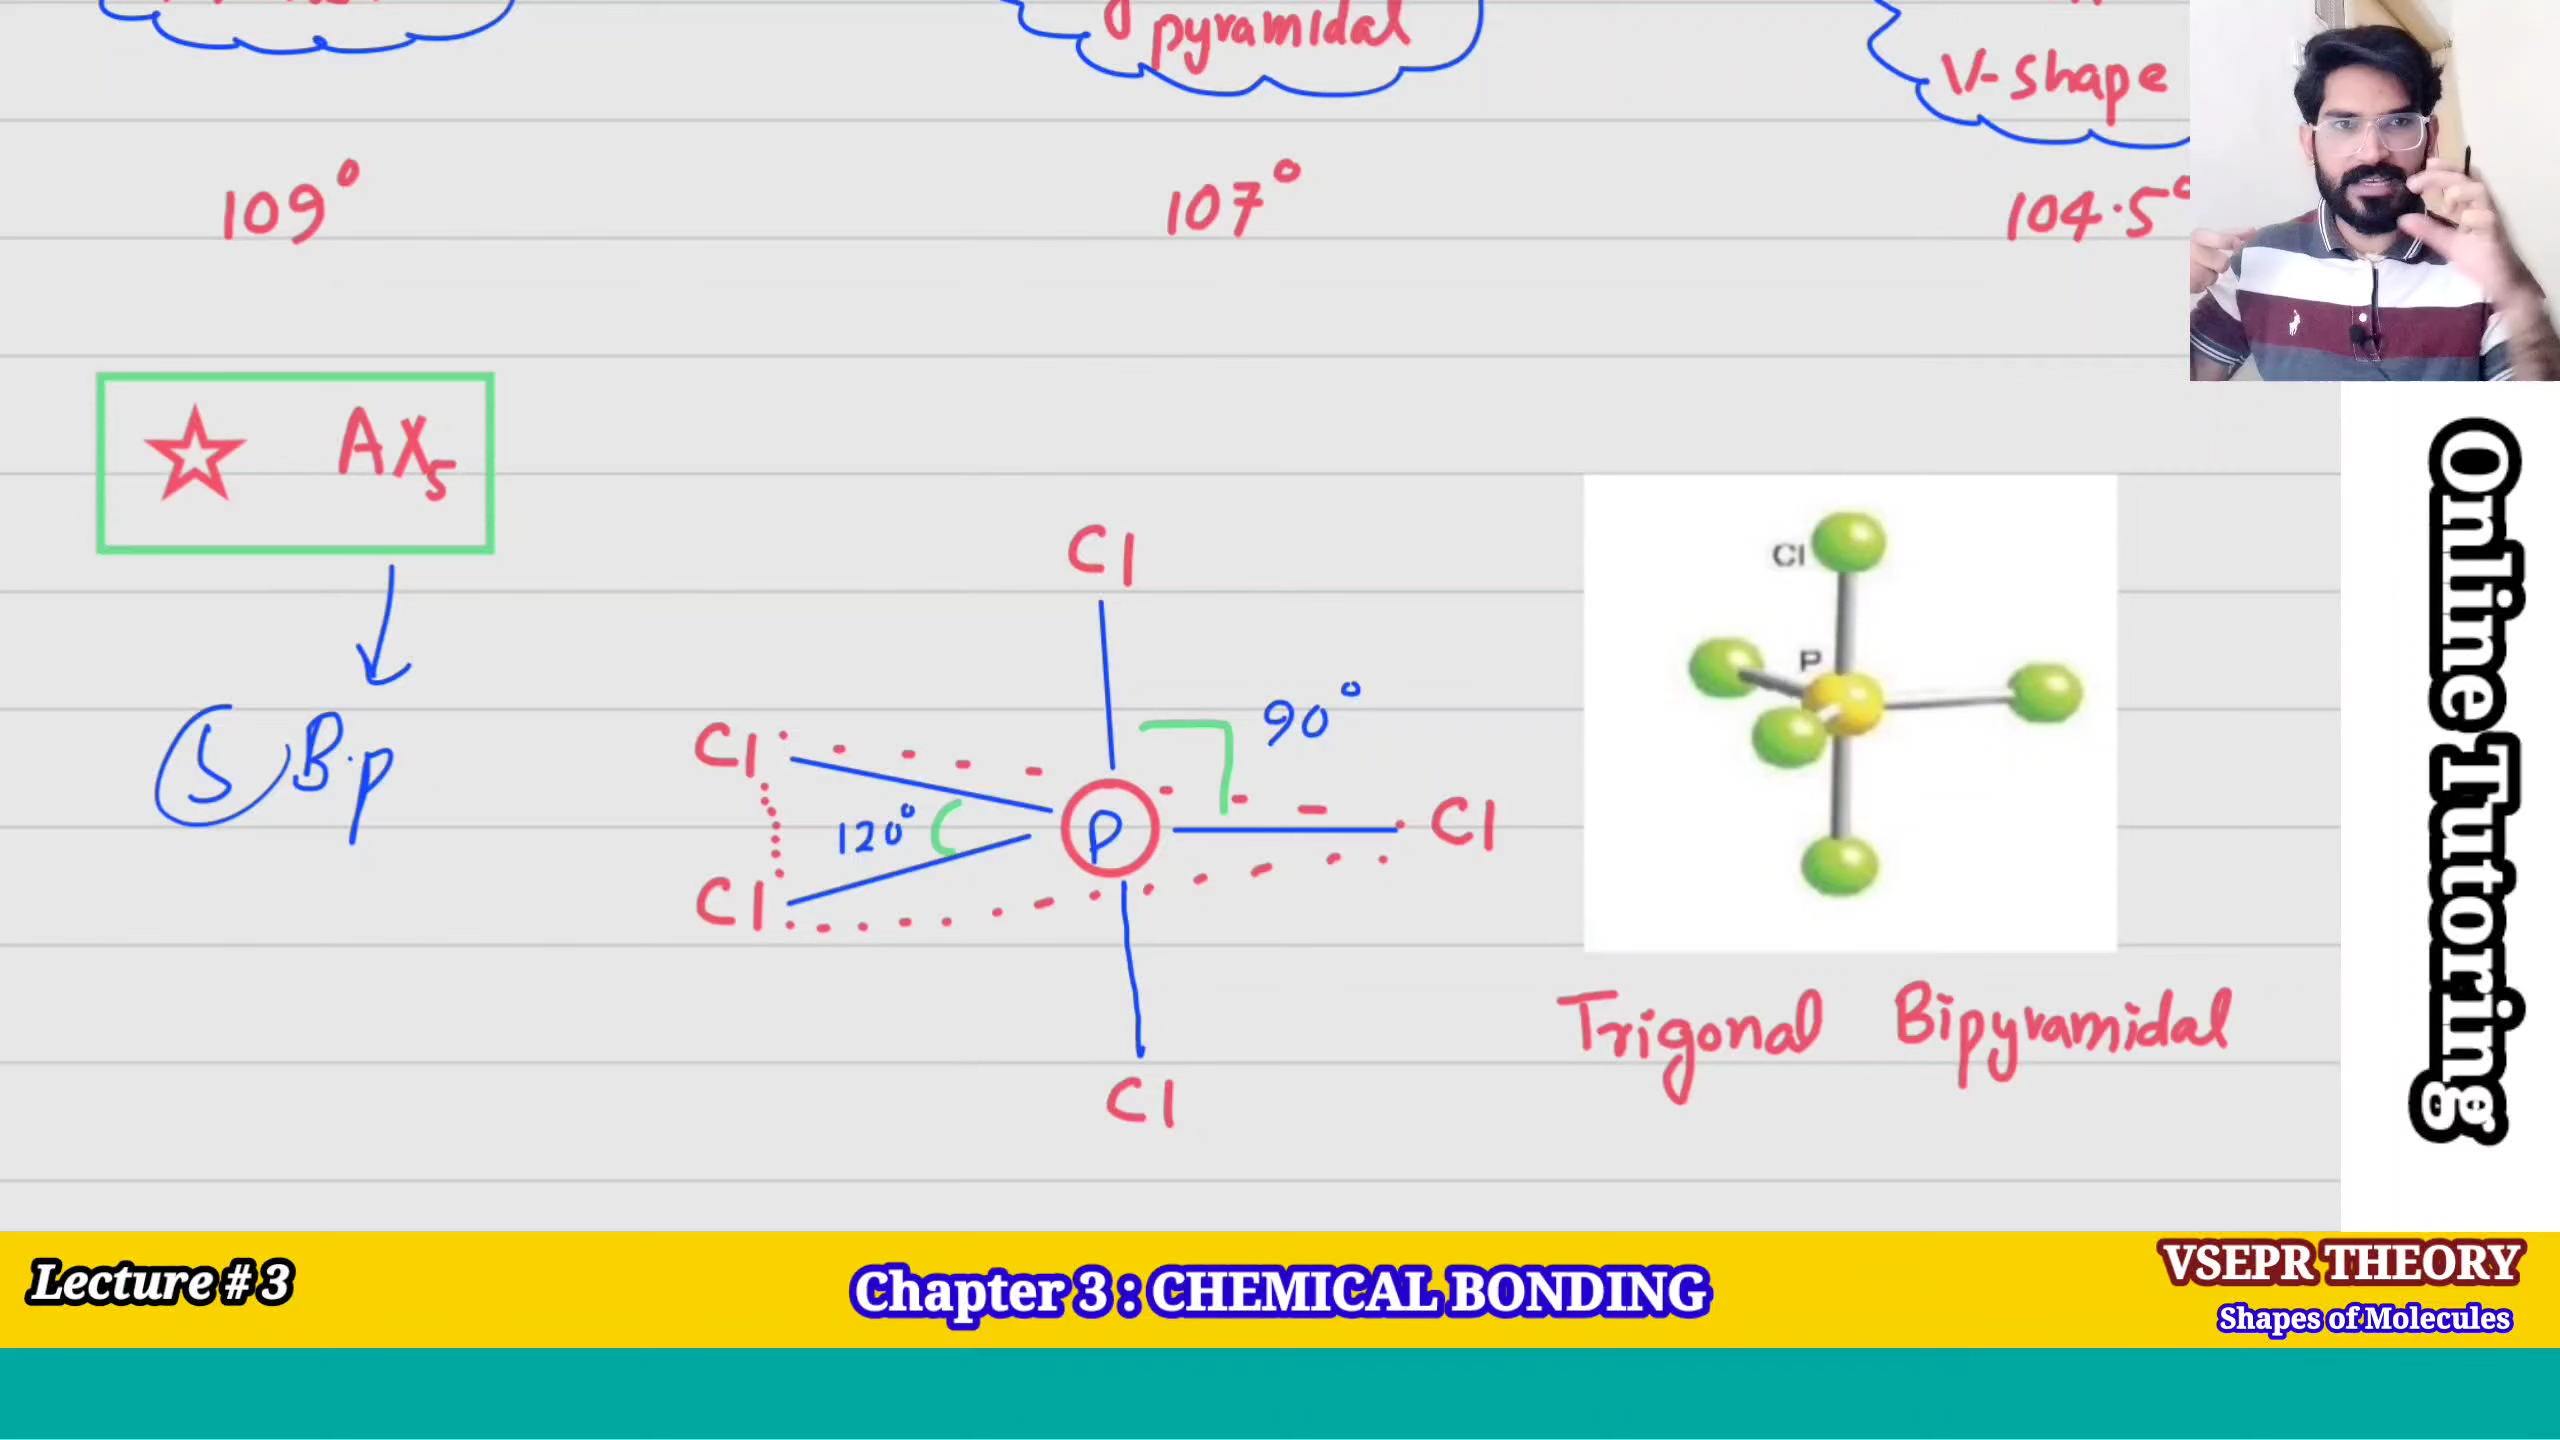 pyramidal
V-shape
109°
107°
104.5°
☆ AX5
5 B.p
Cl
90°
Cl
120°
P
Cl
Cl
Cl
Cl
P
Trigonal Bipyramidal
Online Tutoring
Lecture # 3
Chapter 3 : CHEMICAL BONDING
VSEPR THEORY
Shapes of Molecules